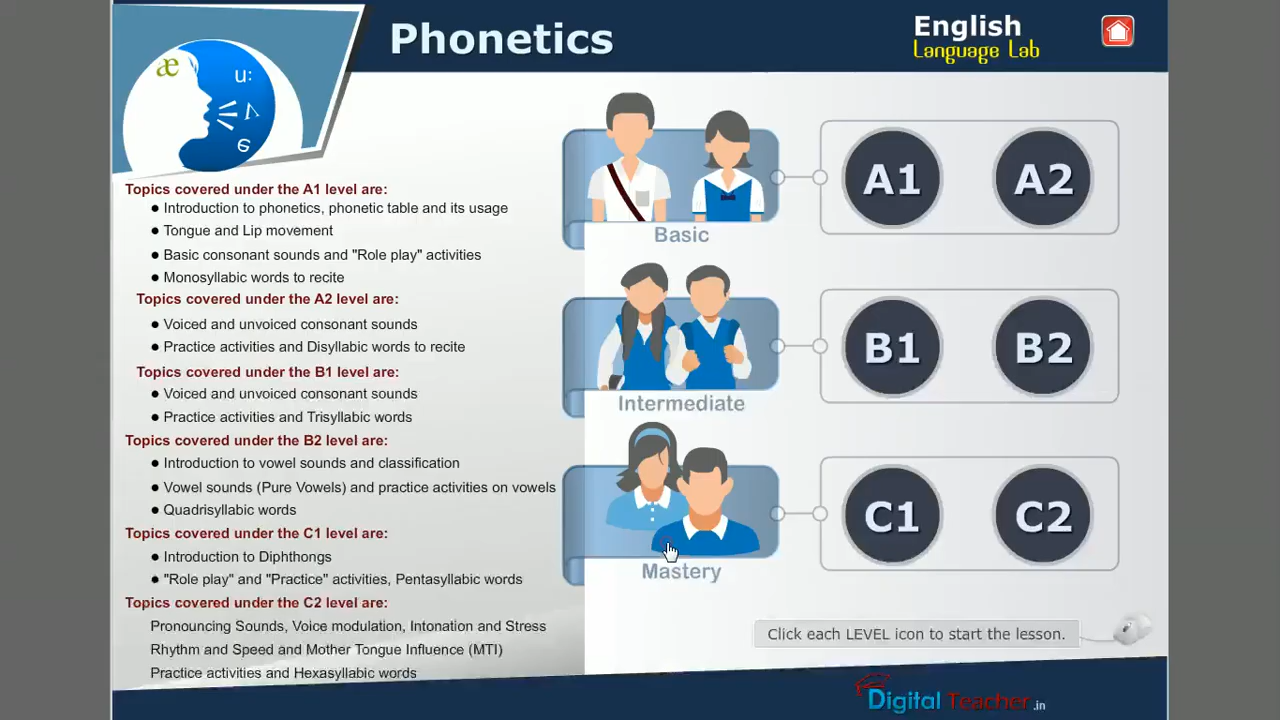 Phonetics
English
Language Lab
æ
u:
Topics covered under the A1 level are:
● Introduction to phonetics, phonetic table and its usage
● Tongue and Lip movement
● Basic consonant sounds and "Role play" activities
● Monosyllabic words to recite
Topics covered under the A2 level are:
● Voiced and unvoiced consonant sounds
● Practice activities and Disyllabic words to recite
Topics covered under the B1 level are:
● Voiced and unvoiced consonant sounds
● Practice activities and Trisyllabic words
Topics covered under the B2 level are:
● Introduction to vowel sounds and classification
● Vowel sounds (Pure Vowels) and practice activities on vowels
● Quadrisyllabic words
Topics covered under the C1 level are:
● Introduction to Diphthongs
● "Role play" and "Practice" activities, Pentasyllabic words
Topics covered under the C2 level are:
Pronouncing Sounds, Voice modulation, Intonation and Stress
Rhythm and Speed and Mother Tongue Influence (MTI)
Practice activities and Hexasyllabic words
Basic
A1 A2
Intermediate
B1 B2
Mastery
C1 C2
Click each LEVEL icon to start the lesson.
Digital Teacher.in